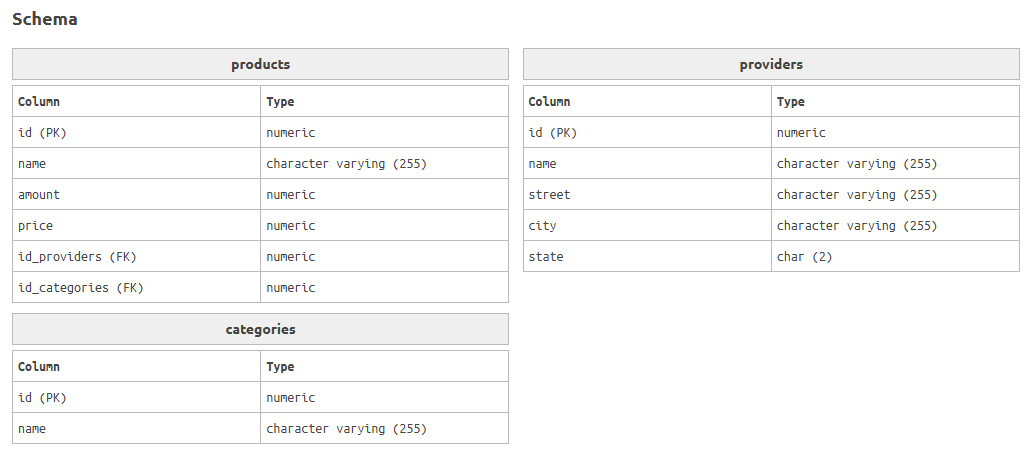 Schema
products
Column Type
id (PK) numeric
name character varying (255)
amount numeric
price numeric
id_providers (FK) numeric
id_categories (FK) numeric
providers
Column Type
id (PK) numeric
name character varying (255)
street character varying (255)
city character varying (255)
state char (2)
categories
Column Type
id (PK) numeric
name character varying (255)